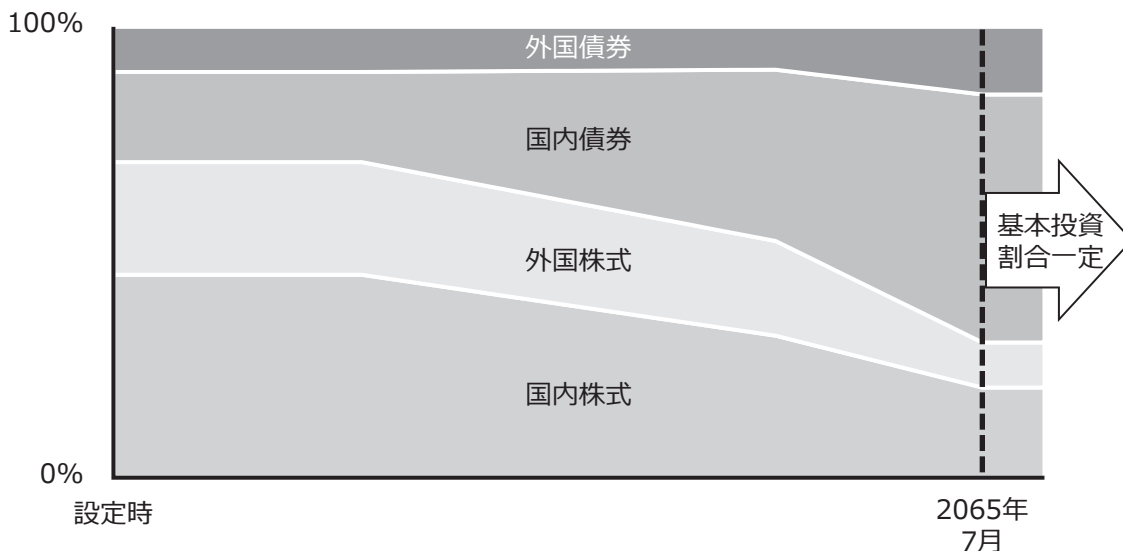 100%
外国債券
国内債券
外国株式
国内株式
基本投資
割合一定
0%
設定時
2065年
7月